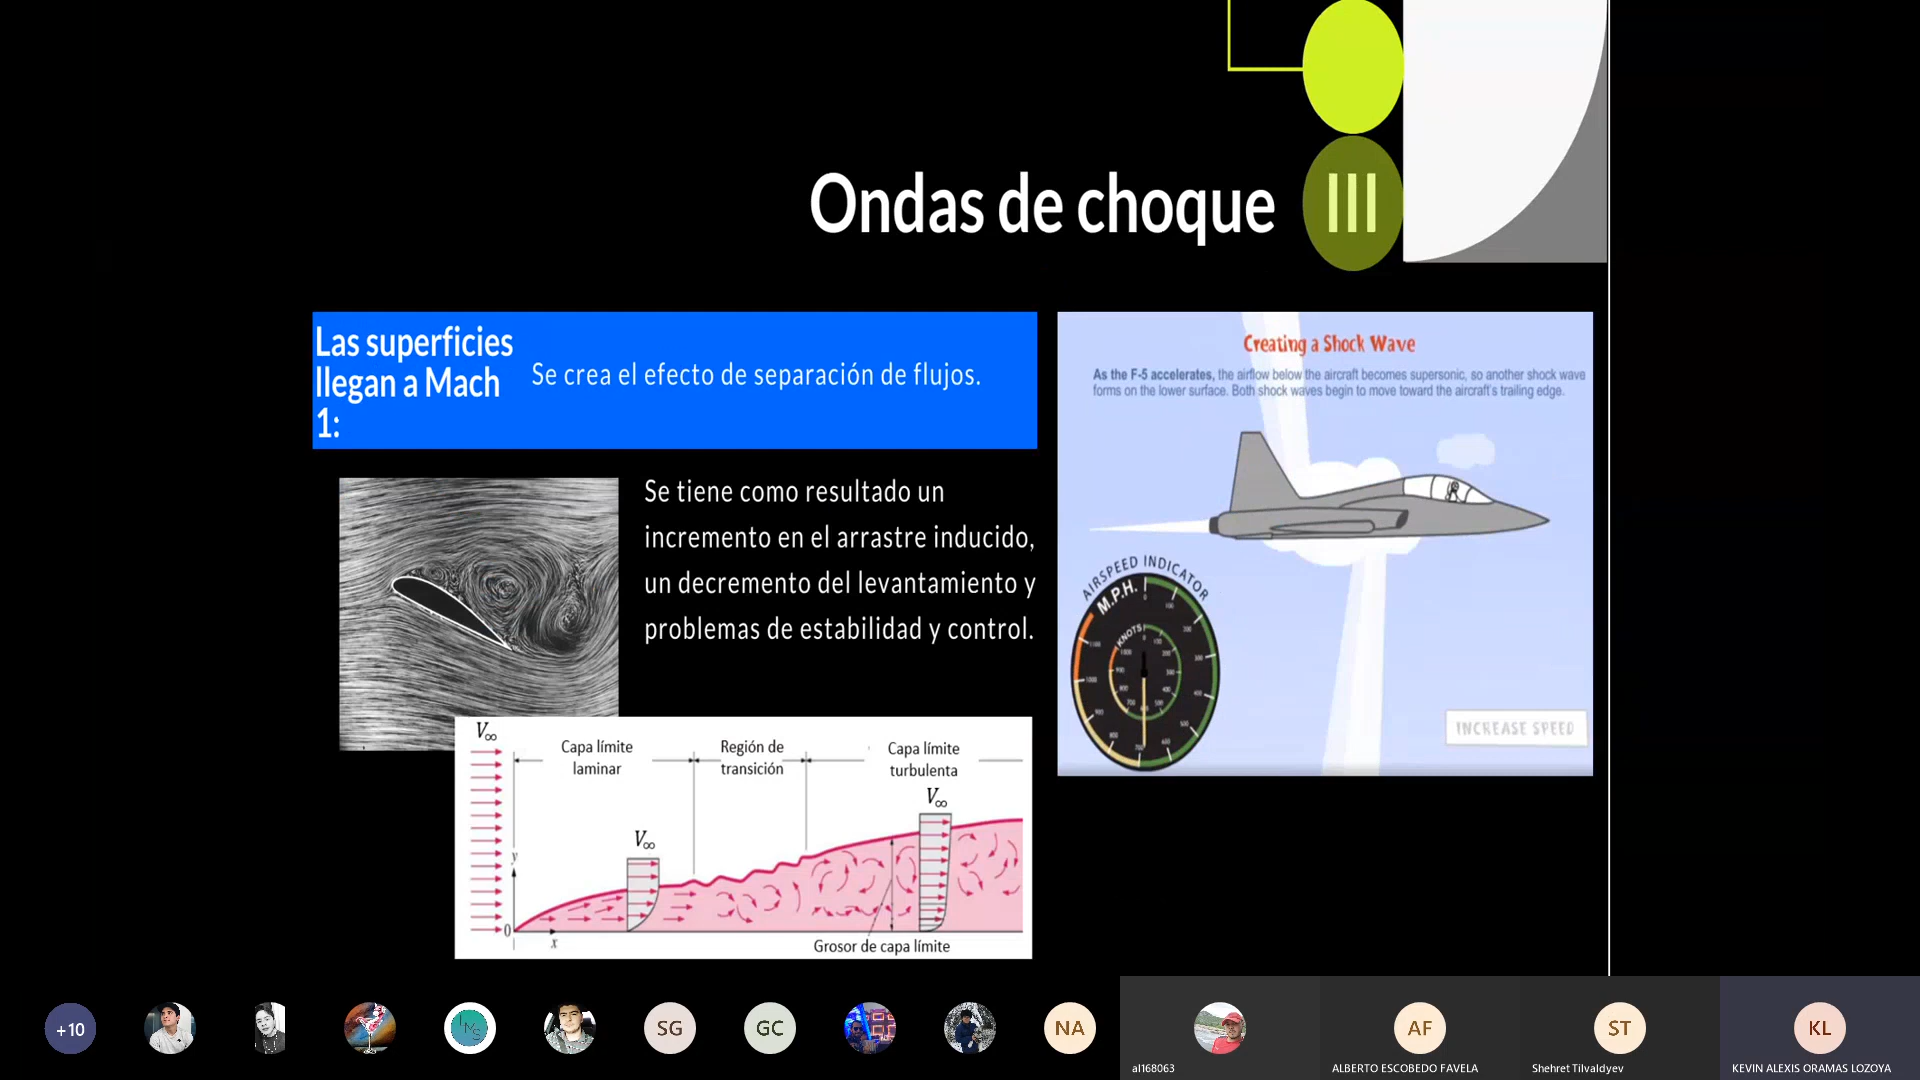 Ondas de choque
III
Las superficies
llegan a Mach
1:
Se crea el efecto de separación de flujos.
Se tiene como resultado un
incremento en el arrastre inducido,
un decremento del levantamiento y
problemas de estabilidad y control.
Creating a Shock Wave
As the F-5 accelerates, the airflow below the aircraft becomes supersonic, so another shock wave
forms on the lower surface. Both shock waves begin to move toward the aircraft's trailing edge.
AIRSPEED INDICATOR
M.P.H.
KNOTS
INCREASE SPEED
V∞
Capa límite
laminar
Región de
transición
Capa límite
turbulenta
V∞
V∞
y
0
x
Grosor de capa límite
+10
IMS
SG
GC
NA
al168063
AF
ALBERTO ESCOBEDO FAVELA
ST
Shehret Tilvaldyev
KL
KEVIN ALEXIS ORAMAS LOZOYA